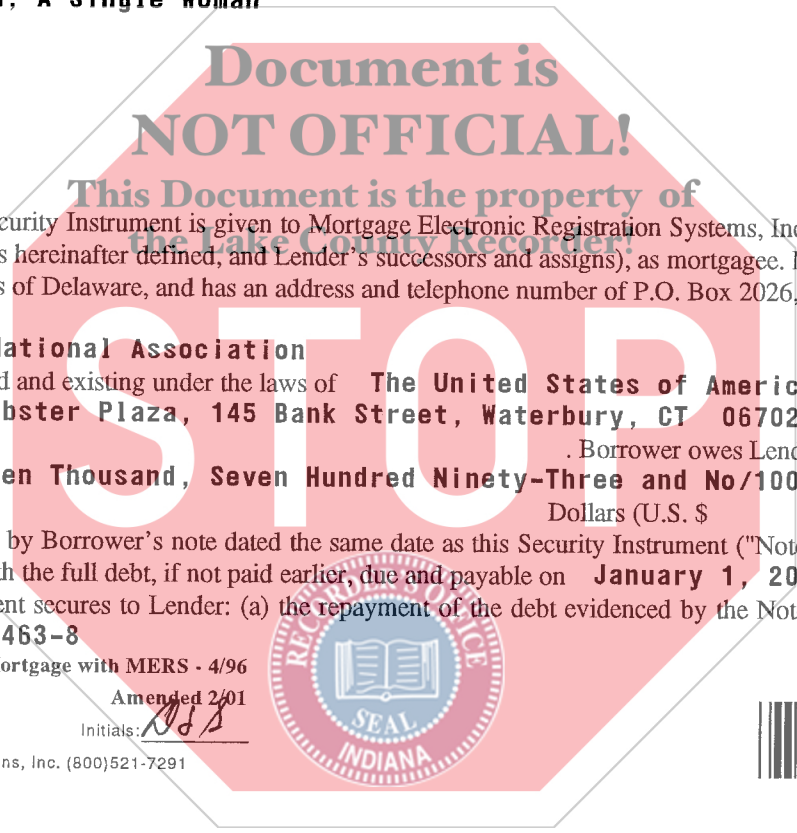 , A Single Woman
Document is
NOT OFFICIAL!
This Document is the property of
the Lake County Recorder!
ecurity Instrument is given to Mortgage Electronic Registration Systems, Inc
s hereinafter defined, and Lender's successors and assigns), as mortgagee.
s of Delaware, and has an address and telephone number of P.O. Box 2026,
STOP
National Association
d and existing under the laws of The United States of Americ
bster Plaza, 145 Bank Street, Waterbury, CT 06702
. Borrower owes Lend
en Thousand, Seven Hundred Ninety-Three and No/100
Dollars (U.S. $
by Borrower's note dated the same date as this Security Instrument ("Note
h the full debt, if not paid earlier, due and payable on January 1, 20
ent secures to Lender: (a) the repayment of the debt evidenced by the Not
463-8
ortgage with MERS - 4/96
Amended 2/01
Initials:
ns, Inc. (800)521-7291
RECORDER'S OFFICE
SEAL
INDIANA